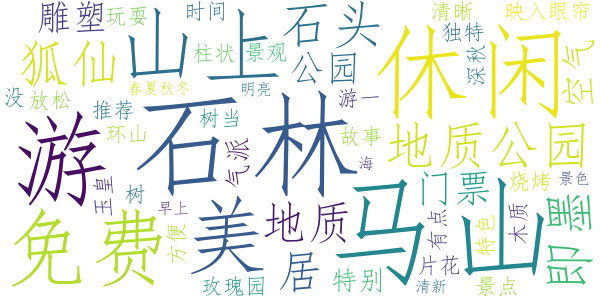 雕塑
玩耍
时间
石头
清晰
映入眼帘
狐仙
山上
柱状
景观
公园
休闲
独特
深秋
空气
没
放松
春夏秋冬
明亮
游一
推荐
树当
环山
游
石林
气派
故事
地质公园
海
玉皇
树
早上
门票
烧烤
景色
免费
方便
美
地质
居
马山
有点
片花
特色
木质
即墨
玫瑰园
特别
清新
景点